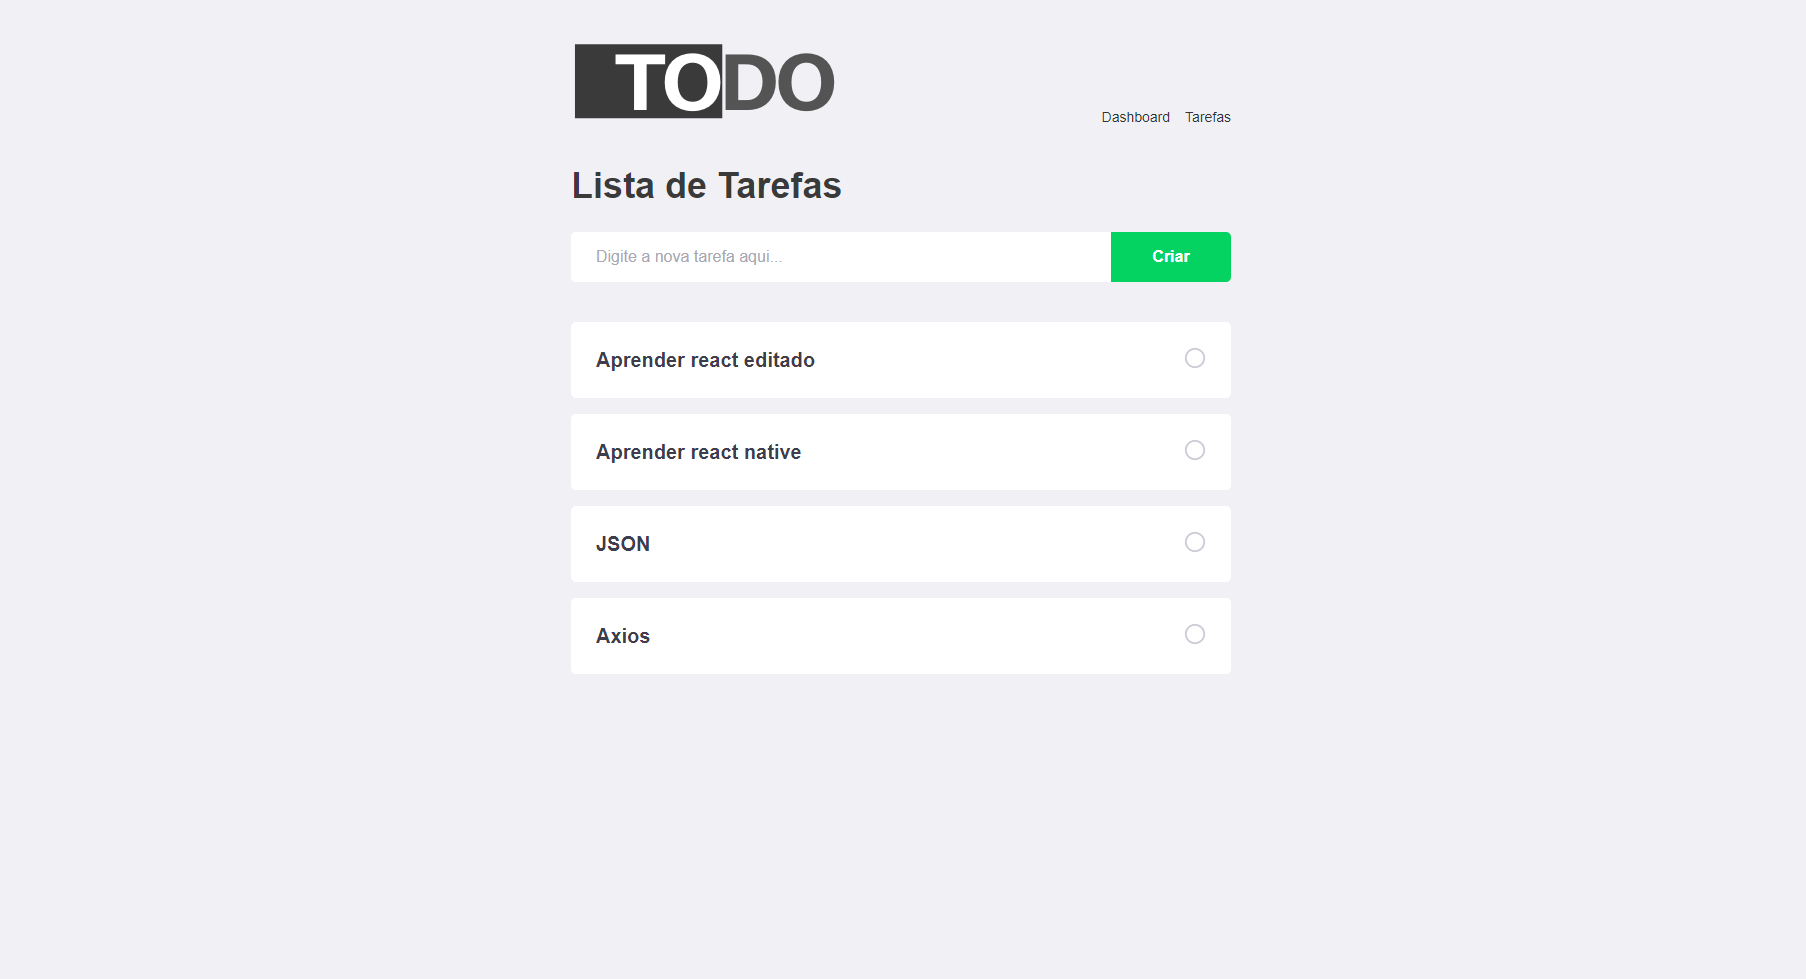 TODO
Dashboard Tarefas
Lista de Tarefas
Digite a nova tarefa aqui...
Criar
Aprender react editado
Aprender react native
JSON
Axios